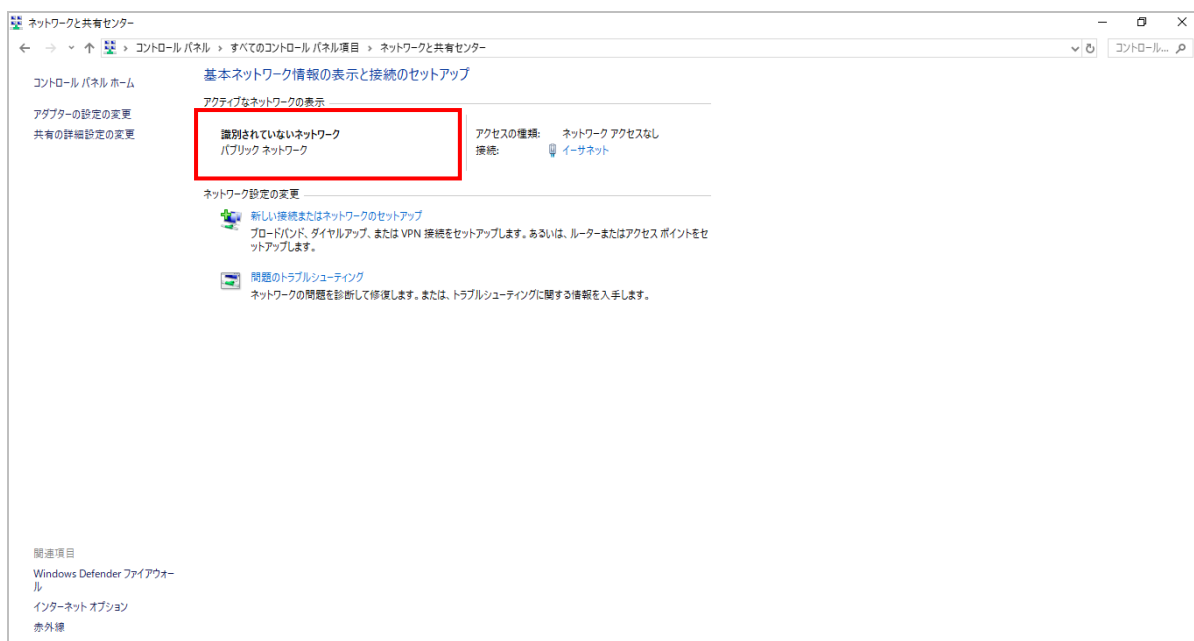 ネットワークと共有センター
コントロール パネル › すべてのコントロール パネル項目 › ネットワークと共有センター
コントロール...
コントロール パネル ホーム
アダプターの設定の変更
共有の詳細設定の変更
基本ネットワーク情報の表示と接続のセットアップ
アクティブなネットワークの表示
識別されていないネットワーク
パブリック ネットワーク
アクセスの種類: ネットワーク アクセスなし
接続: イーサネット
ネットワーク設定の変更
新しい接続またはネットワークのセットアップ
ブロードバンド、ダイヤルアップ、または VPN 接続をセットアップします。あるいは、ルーターまたはアクセス ポイントをセ
ットアップします。
問題のトラブルシューティング
ネットワークの問題を診断して修復します。または、トラブルシューティングに関する情報を入手します。
関連項目
Windows Defender ファイアウォー
ル
インターネット オプション
赤外線